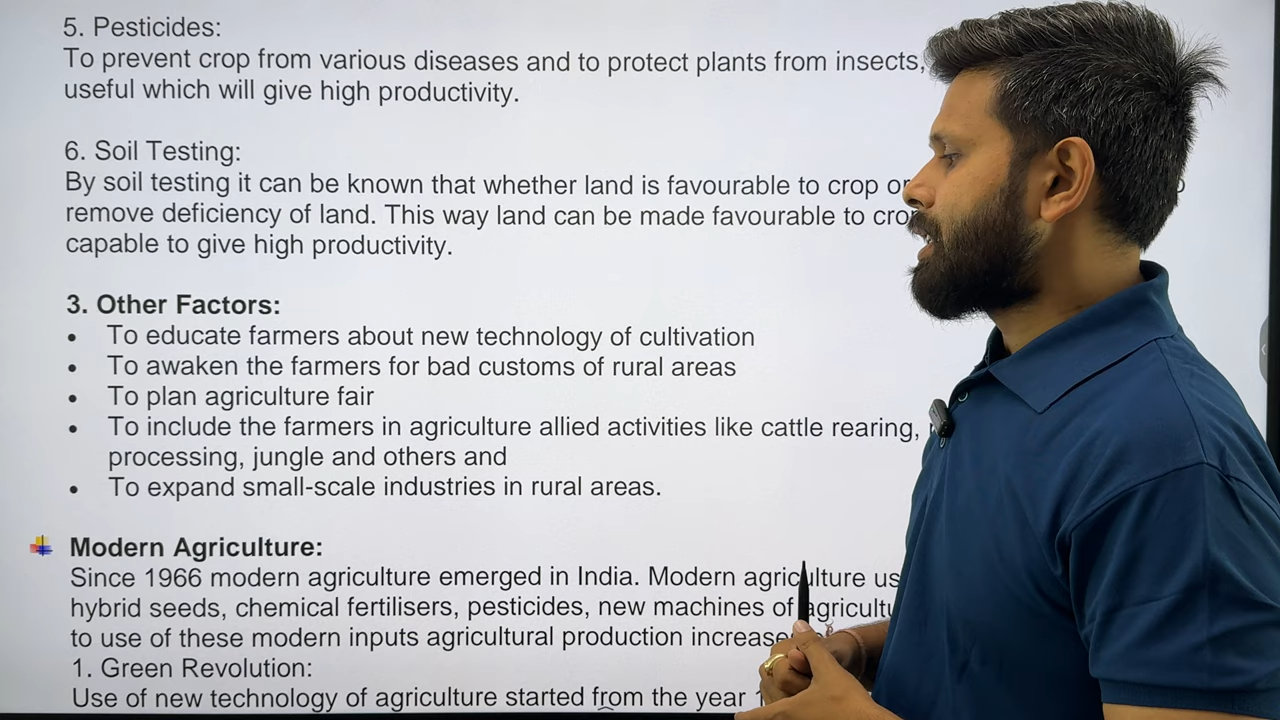 5. Pesticides:
To prevent crop from various diseases and to protect plants from insects,
useful which will give high productivity.
6. Soil Testing:
By soil testing it can be known that whether land is favourable to crop or
remove deficiency of land. This way land can be made favourable to
capable to give high productivity.
3. Other Factors:
• To educate farmers about new technology of cultivation
• To awaken the farmers for bad customs of rural areas
• To plan agriculture fair
• To include the farmers in agriculture allied activities like cattle rearing,
processing, jungle and others and
• To expand small-scale industries in rural areas.
Modern Agriculture:
Since 1966 modern agriculture emerged in India. Modern agriculture
hybrid seeds, chemical fertilisers, pesticides, new machines of
to use of these modern inputs agricultural production
1. Green Revolution:
Use of new technology of agriculture started from the year